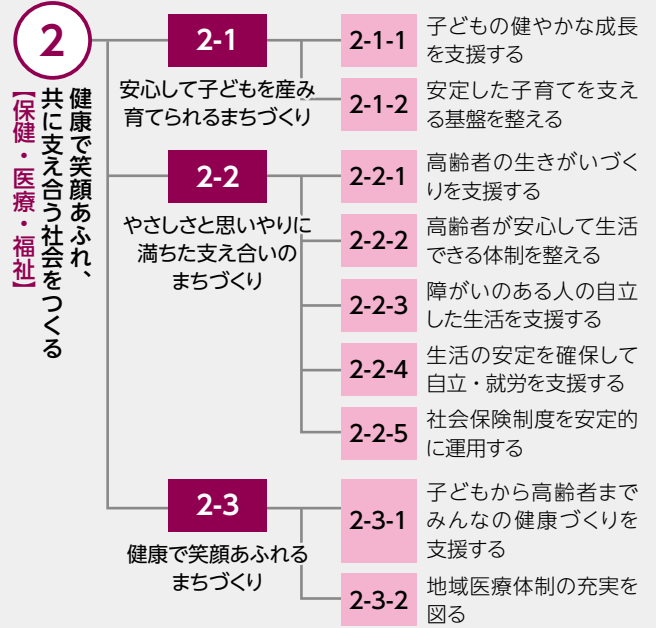 2
健康で笑顔あふれ、
共に支え合う社会をつくる
【保健・医療・福祉】
2-1
安心して子どもを産み
育てられるまちづくり
2-1-1
子どもの健やかな成長
を支援する
2-1-2
安定した子育てを支え
る基盤を整える
2-2
やさしさと思いやりに
満ちた支え合いの
まちづくり
2-2-1
高齢者の生きがいづく
りを支援する
2-2-2
高齢者が安心して生活
できる体制を整える
2-2-3
障がいのある人の自立
した生活を支援する
2-2-4
生活の安定を確保して
自立・就労を支援する
2-2-5
社会保険制度を安定的
に運用する
2-3
健康で笑顔あふれる
まちづくり
2-3-1
子どもから高齢者まで
みんなの健康づくりを
支援する
2-3-2
地域医療体制の充実を
図る